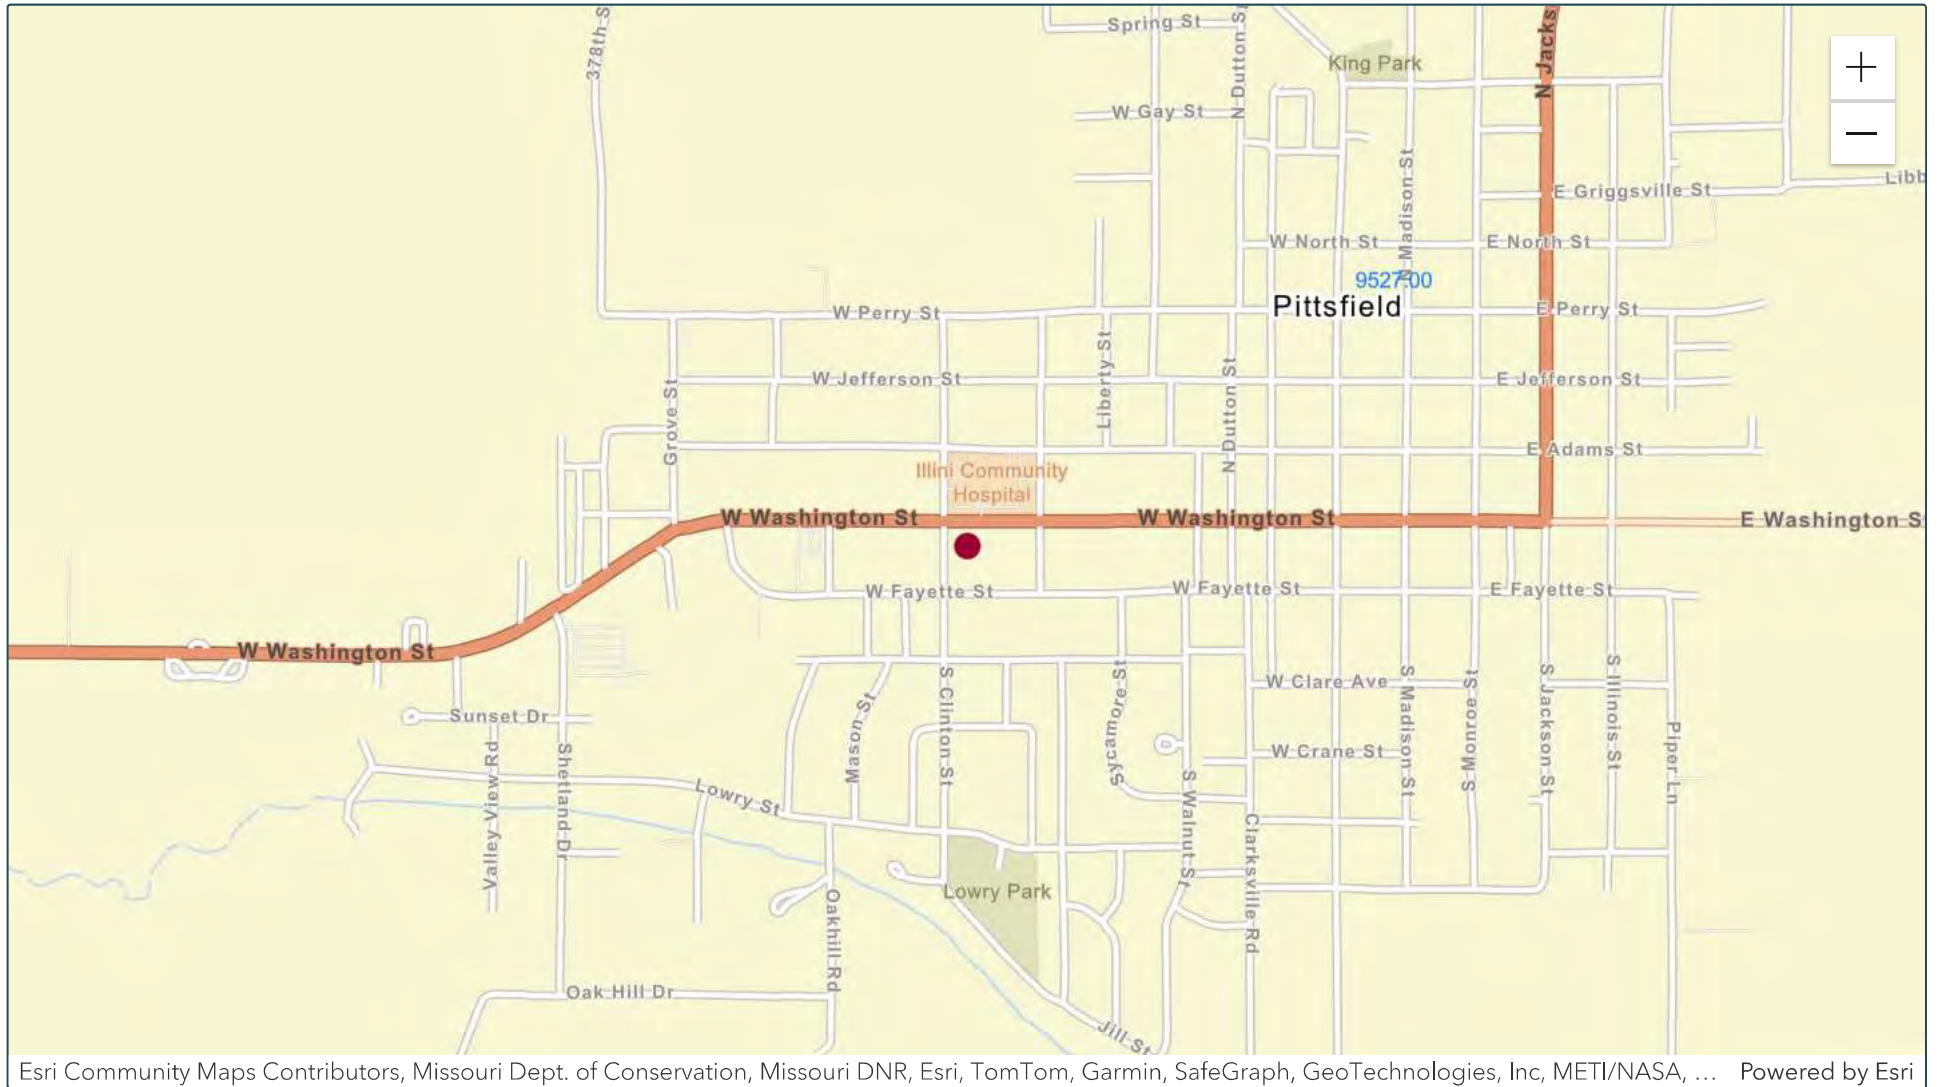 378th S
Spring St
N Dutton S
King Park
N Jacks
W Gay St
N Madison St
E Griggsville St
Libb
W North St
E North St
9527.00
Pittsfield
W Perry St
E Perry St
Liberty St
N Dutton St
W Jefferson St
E Jefferson St
Grove St
E Adams St
Illini Community
Hospital
W Washington St
W Washington St
E Washington S
W Fayette St
W Fayette St
E Fayette St
W Washington St
Sunset Dr
Valley View Rd
Shetland Dr
Lowry St
Mason St
S Clinton St
Sycamore St
S Walnut St
W Clare Ave
W Crane St
S Madison St
S Monroe St
S Jackson St
S Illinois St
Piper Ln
Clarksville Rd
Lowry Park
Oakhill Rd
Oak Hill Dr
Jill St
Esri Community Maps Contributors, Missouri Dept. of Conservation, Missouri DNR, Esri, TomTom, Garmin, SafeGraph, GeoTechnologies, Inc, METI/NASA, ... Powered by Esri